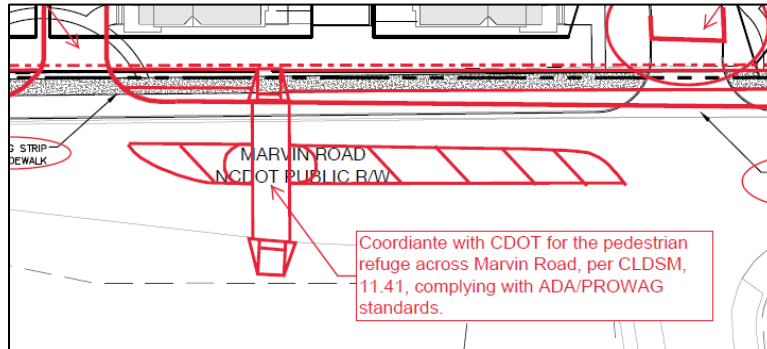 G STRIP
DEWALK
MARVIN ROAD
NCDOT PUBLIC R/W
Coordiante with CDOT for the pedestrian
refuge across Marvin Road, per CLDSM,
11.41, complying with ADA/PROWAG
standards.